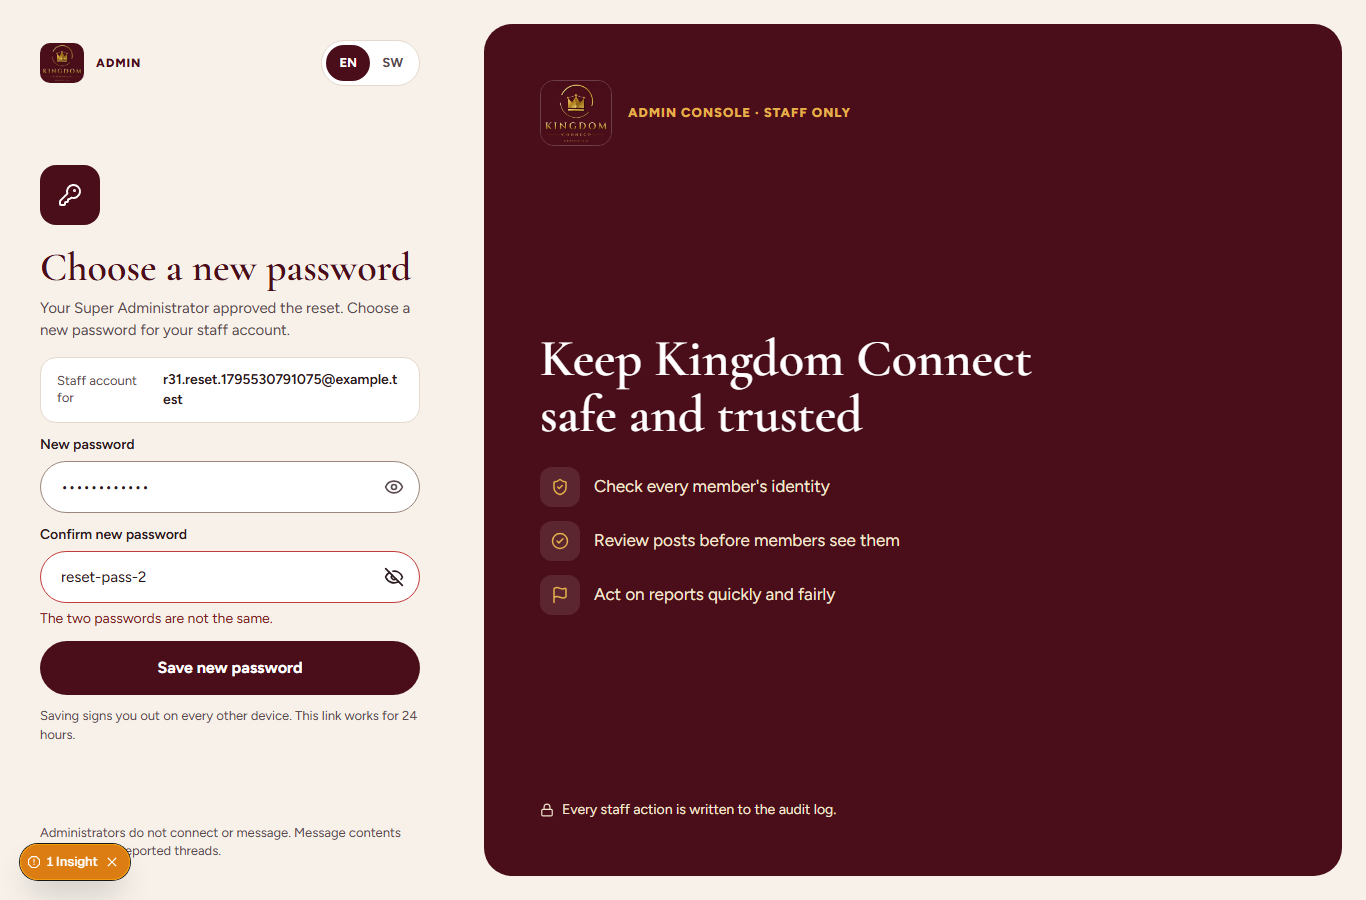 KINGDOM
ADMIN
EN
SW
Choose a new password
Your Super Administrator approved the reset. Choose a
new password for your staff account.
Staff account
for
r31.reset.1795530791075@example.t
est
New password
••••••••••••
Confirm new password
reset-pass-2
The two passwords are not the same.
Save new password
Saving signs you out on every other device. This link works for 24
hours.
Administrators do not connect or message. Message contents
eported threads.
1 Insight
KINGDOM
CONNECT
ADMIN CONSOLE · STAFF ONLY
Keep Kingdom Connect
safe and trusted
Check every member's identity
Review posts before members see them
Act on reports quickly and fairly
Every staff action is written to the audit log.